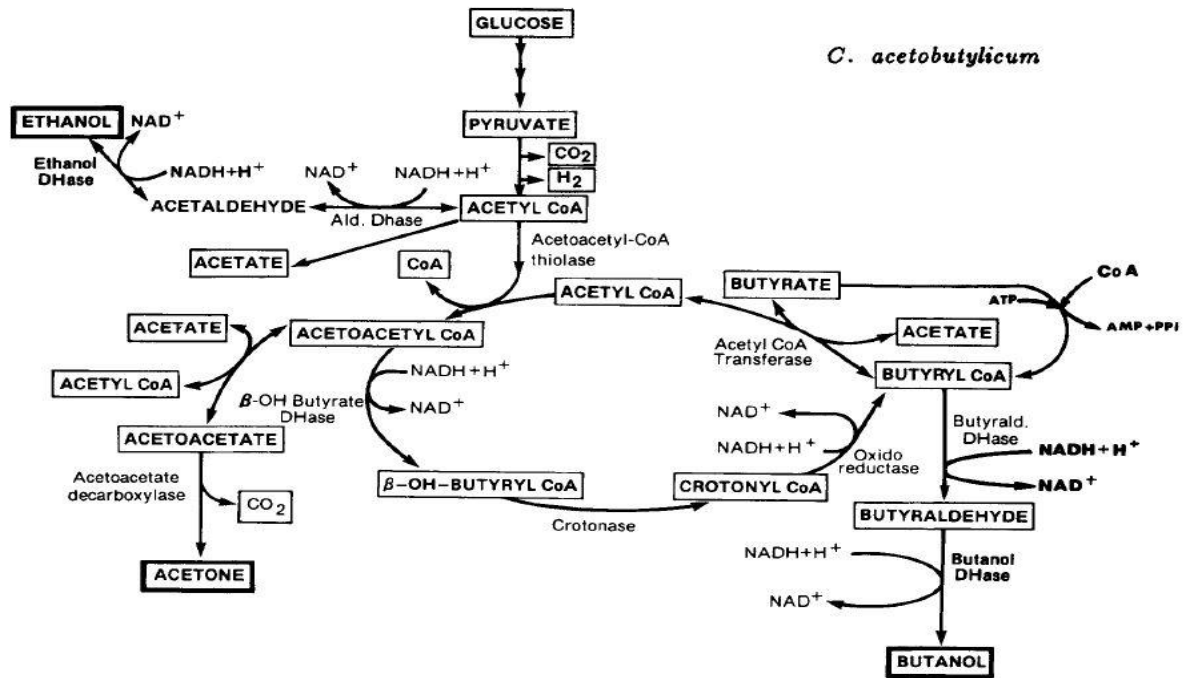 GLUCOSE
C. acetobutylicum
ETHANOL
NAD+
PYRUVATE
CO2
H2
Ethanol
DHase
NADH+H+
NAD+
NADH+H+
ACETALDEHYDE
Ald. Dhase
ACETYL CoA
ACETATE
CoA
Acetoacetyl-CoA
thiolase
ACETYL CoA
BUTYRATE
CoA
ATP
AMP+PPi
ACETATE
ACETOACETYL CoA
Acetyl CoA
Transferase
ACETATE
ACETYL CoA
NADH+H+
β-OH Butyrate
DHase
NAD+
BUTYRYL CoA
ACETOACETATE
NAD+
NADH+H+
Oxido
reductase
Butyrald.
DHase
NADH+H+
NAD+
Acetoacetate
decarboxylase
CO2
β-OH-BUTYRYL CoA
Crotonase
CROTONYL CoA
BUTYRALDEHYDE
ACETONE
NADH+H+
NAD+
Butanol
DHase
BUTANOL